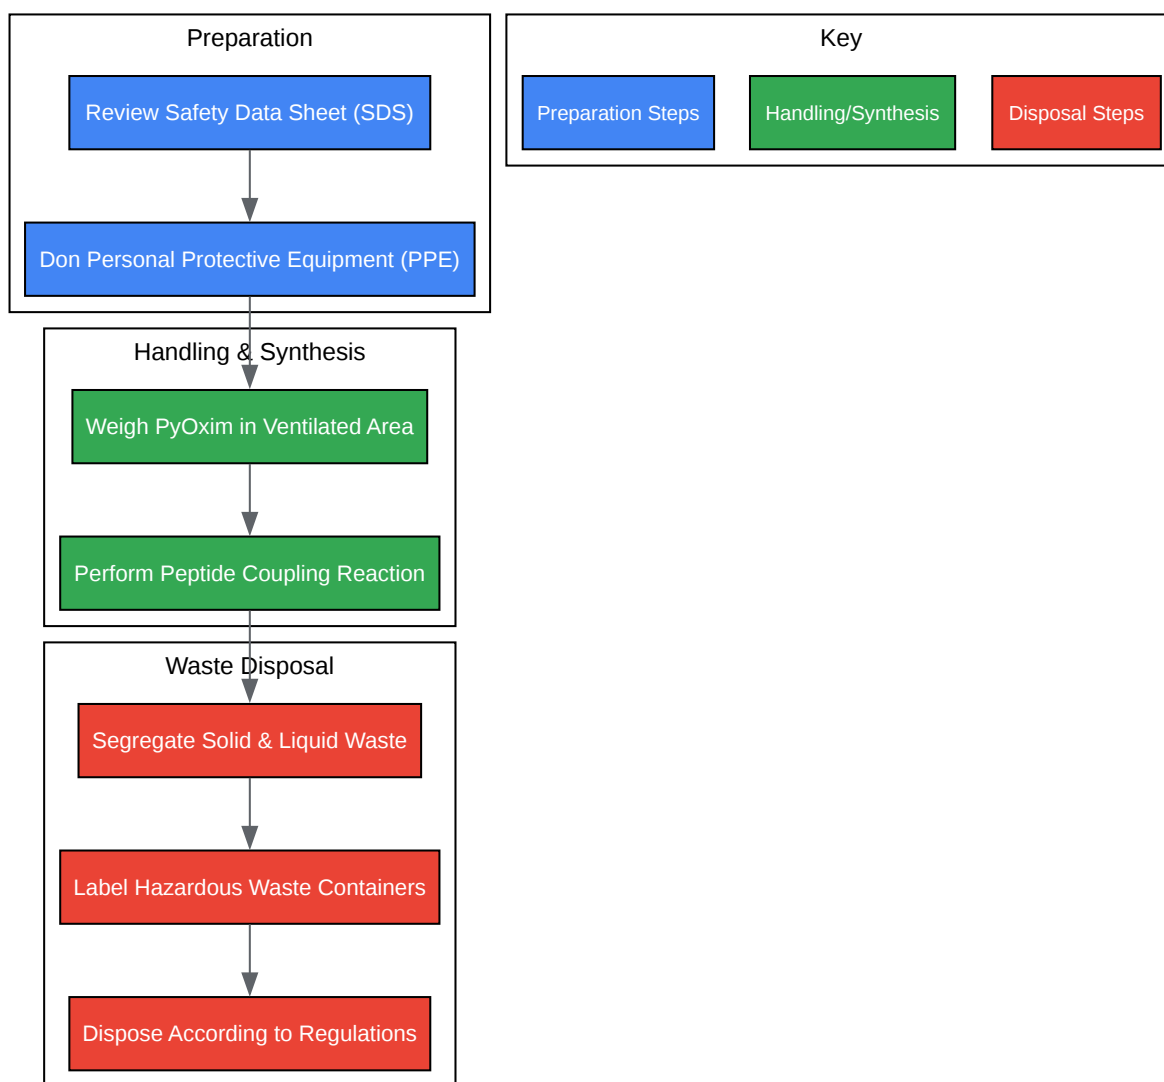 Preparation
Review Safety Data Sheet (SDS)
Don Personal Protective Equipment (PPE)
Handling & Synthesis
Weigh PyOxim in Ventilated Area
Perform Peptide Coupling Reaction
Waste Disposal
Segregate Solid & Liquid Waste
Label Hazardous Waste Containers
Dispose According to Regulations
Key
Preparation Steps
Handling/Synthesis
Disposal Steps